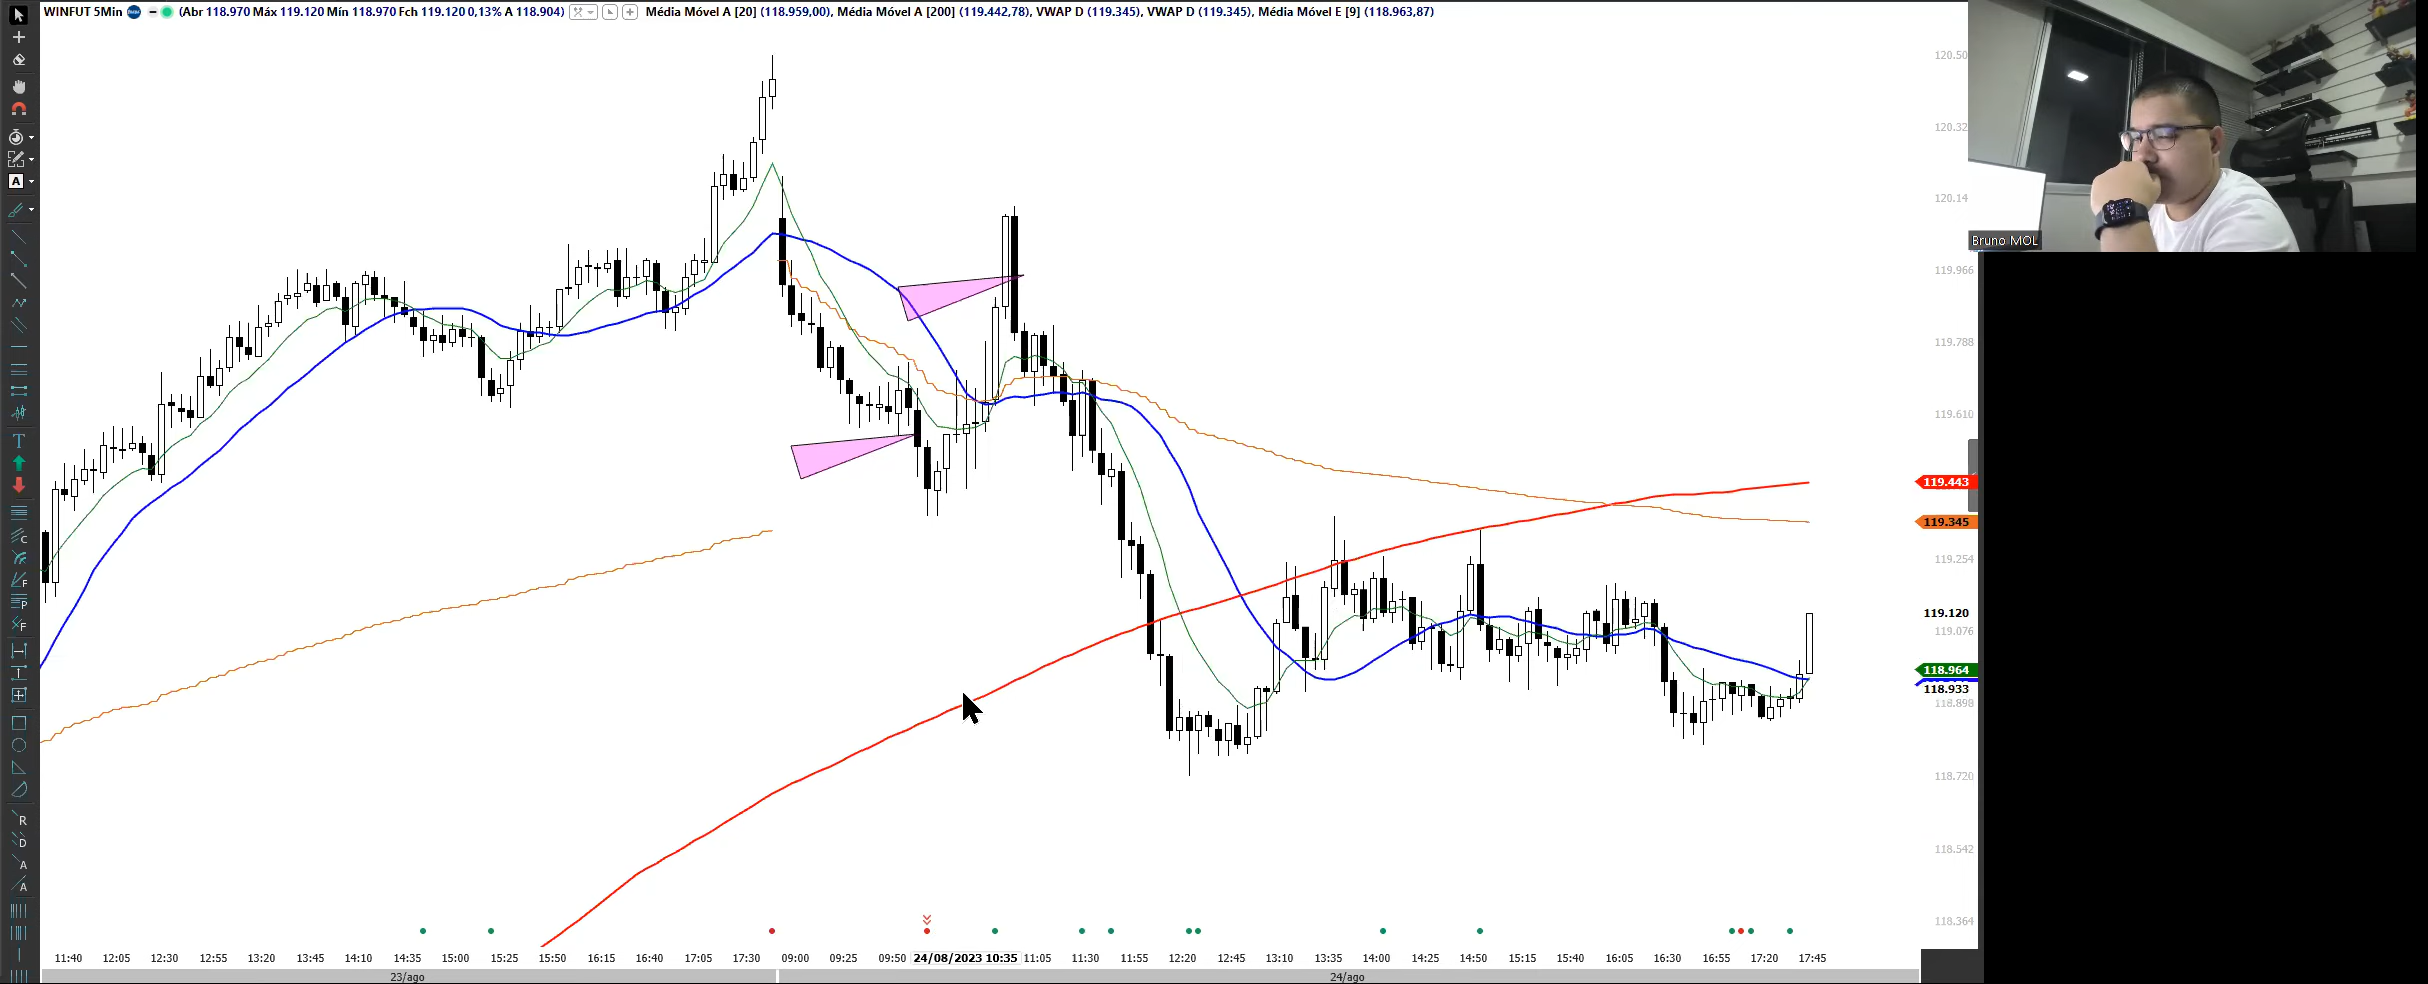 WINFUT 5Min (Abr 118.970 Máx 119.120 Mín 118.970 Fch 119.120 0,13% A 118.904) Média Móvel A [20] (118.959,00), Média Móvel A [200] (119.442,78), VWAP D (119.345), VWAP D (119.345), Média Móvel E [9] (118.963,87)
120.50
120.32
120.14
119.966
119.788
119.610
119.443
119.345
119.254
119.120
119.076
118.964
118.933
118.898
118.720
118.542
118.364
Bruno MOL
A
T
C
F
P
F
R
D
A
A
11:40 12:05 12:30 12:55 13:20 13:45 14:10 14:35 15:00 15:25 15:50 16:15 16:40 17:05 17:30 09:00 09:25 09:50 24/08/2023 10:35 11:05 11:30 11:55 12:20 12:45 13:10 13:35 14:00 14:25 14:50 15:15 15:40 16:05 16:30 16:55 17:20 17:45
23/ago 24/ago